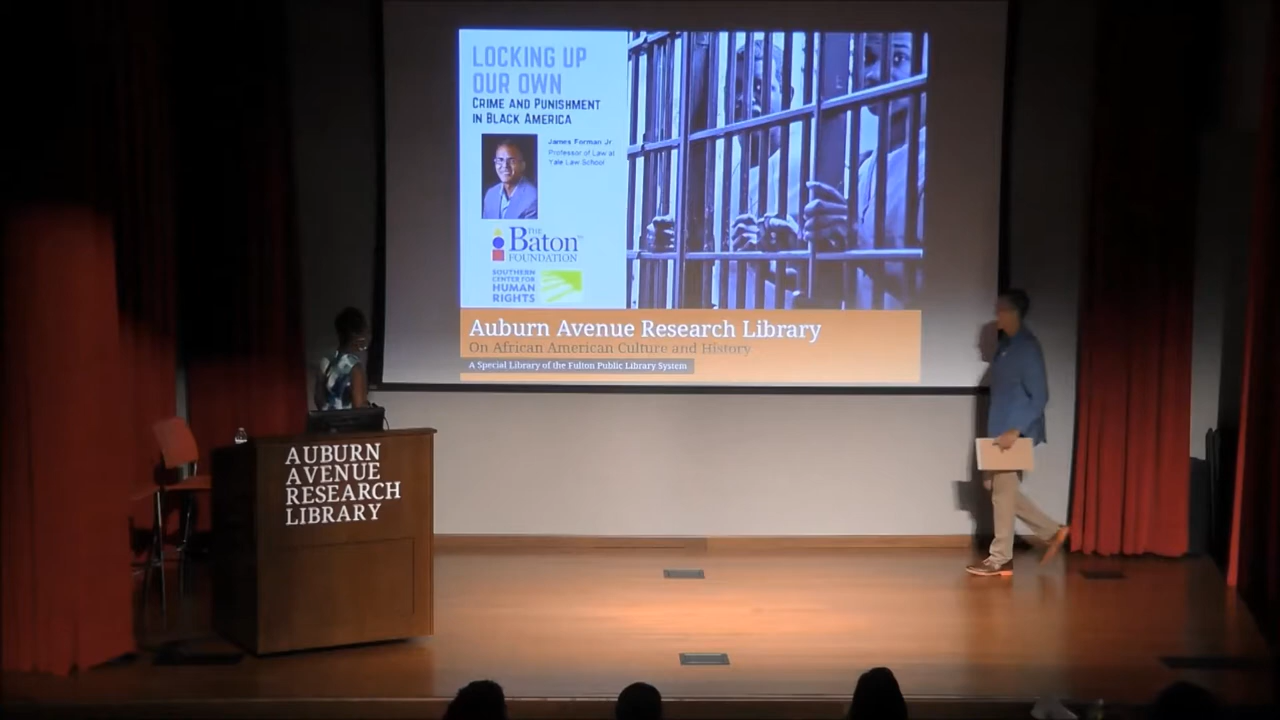 LOCKING UP
OUR OWN
CRIME AND PUNISHMENT
IN BLACK AMERICA
James Forman Jr.
Professor of Law at
Yale Law School
THE
Baton
FOUNDATION
SOUTHERN
CENTER FOR
HUMAN
RIGHTS
Auburn Avenue Research Library
On African American Culture and History
A Special Library of the Fulton Public Library System
AUBURN
AVENUE
RESEARCH
LIBRARY